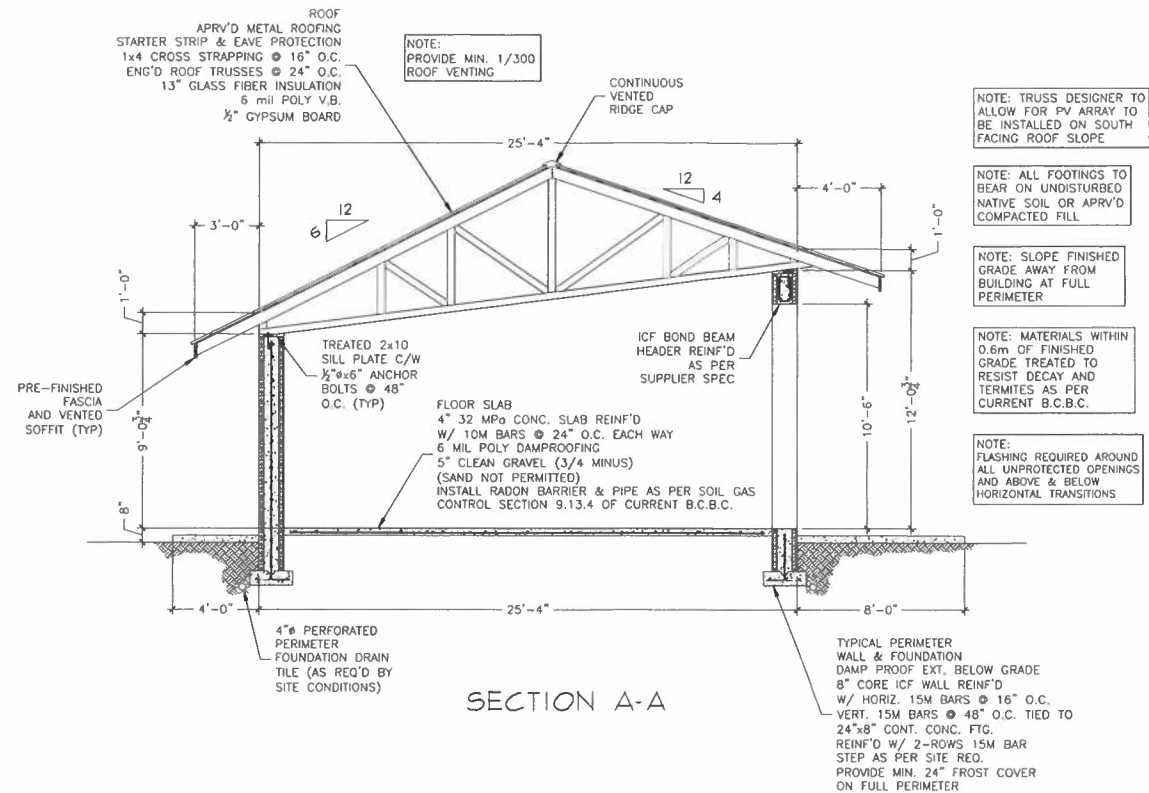 ROOF
APRV'D METAL ROOFING
STARTER STRIP & EAVE PROTECTION
1x4 CROSS STRAPPING @ 16" O.C.
ENG'D ROOF TRUSSES @ 24" O.C.
13" GLASS FIBER INSULATION
6 mil POLY V.B.
½" GYPSUM BOARD
NOTE:
PROVIDE MIN. 1/300
ROOF VENTING
CONTINUOUS
VENTED
RIDGE CAP
NOTE: TRUSS DESIGNER TO
ALLOW FOR PV ARRAY TO
BE INSTALLED ON SOUTH
FACING ROOF SLOPE
NOTE: ALL FOOTINGS TO
BEAR ON UNDISTURBED
NATIVE SOIL OR APRV'D
COMPACTED FILL
NOTE: SLOPE FINISHED
GRADE AWAY FROM
BUILDING AT FULL
PERIMETER
NOTE: MATERIALS WITHIN
0.6m OF FINISHED
GRADE TREATED TO
RESIST DECAY AND
TERMITES AS PER
CURRENT B.C.B.C.
NOTE:
FLASHING REQUIRED AROUND
ALL UNPROTECTED OPENINGS
AND ABOVE & BELOW
HORIZONTAL TRANSITIONS
25'-4"
12
6
12
4
3'-0"
4'-0"
1'-0"
1'-0"
9'-0¾"
8"
10'-6"
12'-0¾"
PRE-FINISHED
FASCIA
AND VENTED
SOFFIT (TYP)
TREATED 2x10
SILL PLATE C/W
½"øx6" ANCHOR
BOLTS @ 48"
O.C. (TYP)
ICF BOND BEAM
HEADER REINF'D
AS PER
SUPPLIER SPEC
FLOOR SLAB
4" 32 MPa CONC. SLAB REINF'D
W/ 10M BARS @ 24" O.C. EACH WAY
6 MIL POLY DAMPROOFING
5" CLEAN GRAVEL (3/4 MINUS)
(SAND NOT PERMITTED)
INSTALL RADON BARRIER & PIPE AS PER SOIL GAS
CONTROL SECTION 9.13.4 OF CURRENT B.C.B.C.
4'-0"
25'-4"
8'-0"
4"ø PERFORATED
PERIMETER
FOUNDATION DRAIN
TILE (AS REQ'D BY
SITE CONDITIONS)
SECTION A-A
TYPICAL PERIMETER
WALL & FOUNDATION
DAMP PROOF EXT. BELOW GRADE
8" CORE ICF WALL REINF'D
W/ HORIZ. 15M BARS @ 16" O.C.
VERT. 15M BARS @ 48" O.C. TIED TO
24"x8" CONT. CONC. FTG.
REINF'D W/ 2-ROWS 15M BAR
STEP AS PER SITE REQ.
PROVIDE MIN. 24" FROST COVER
ON FULL PERIMETER